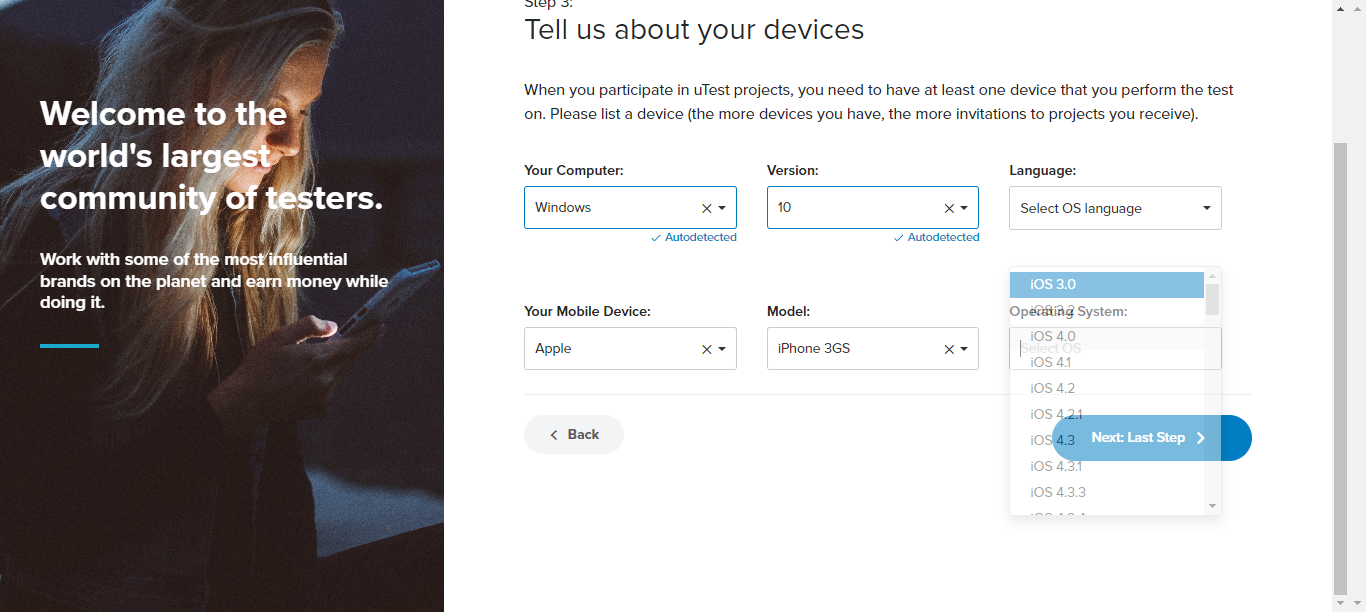 Step 3:
Tell us about your devices
Welcome to the
world's largest
community of testers.
Work with some of the most influential
brands on the planet and earn money while
doing it.
When you participate in uTest projects, you need to have at least one device that you perform the test
on. Please list a device (the more devices you have, the more invitations to projects you receive).
Your Computer:
Version:
Language:
Windows
10
Select OS language
Autodetected
Autodetected
Your Mobile Device:
Model:
Operating System:
Apple
iPhone 3GS
Select OS
iOS 3.0
iOS 3.2
iOS 4.0
iOS 4.1
iOS 4.2
iOS 4.2.1
iOS 4.3
iOS 4.3.1
iOS 4.3.3
Back
Next: Last Step